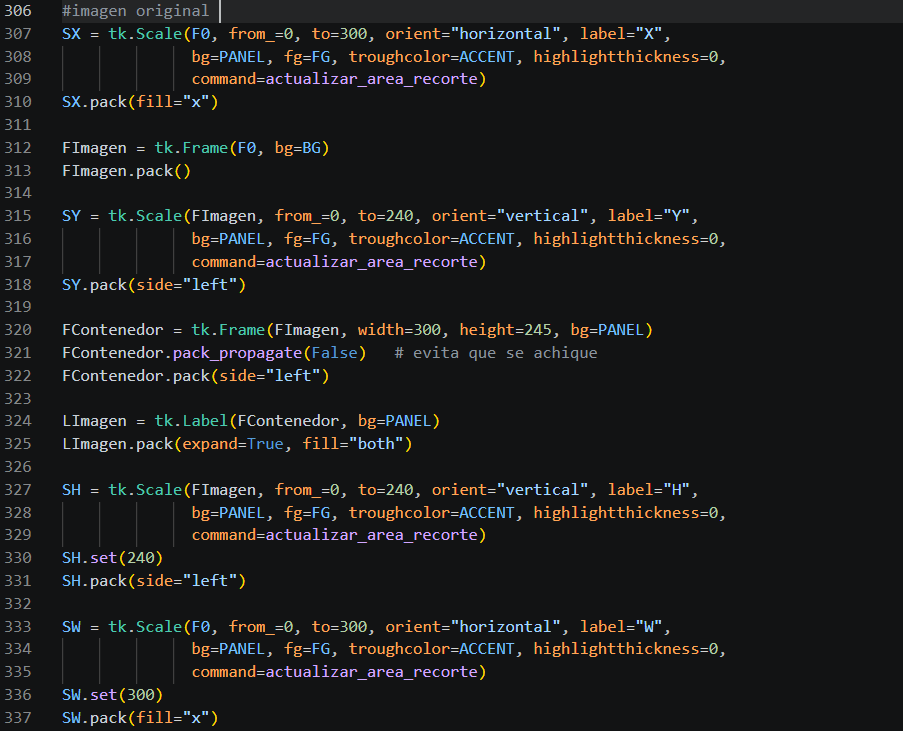 306 #imagen original
307 SX = tk.Scale(F0, from_=0, to=300, orient="horizontal", label="X",
308 bg=PANEL, fg=FG, troughcolor=ACCENT, highlightthickness=0,
309 command=actualizar_area_recorte)
310 SX.pack(fill="x")
311
312 FImagen = tk.Frame(F0, bg=BG)
313 FImagen.pack()
314
315 SY = tk.Scale(FImagen, from_=0, to=240, orient="vertical", label="Y",
316 bg=PANEL, fg=FG, troughcolor=ACCENT, highlightthickness=0,
317 command=actualizar_area_recorte)
318 SY.pack(side="left")
319
320 FContenedor = tk.Frame(FImagen, width=300, height=245, bg=PANEL)
321 FContenedor.pack_propagate(False)   # evita que se achique
322 FContenedor.pack(side="left")
323
324 LImagen = tk.Label(FContenedor, bg=PANEL)
325 LImagen.pack(expand=True, fill="both")
326
327 SH = tk.Scale(FImagen, from_=0, to=240, orient="vertical", label="H",
328 bg=PANEL, fg=FG, troughcolor=ACCENT, highlightthickness=0,
329 command=actualizar_area_recorte)
330 SH.set(240)
331 SH.pack(side="left")
332
333 SW = tk.Scale(F0, from_=0, to=300, orient="horizontal", label="W",
334 bg=PANEL, fg=FG, troughcolor=ACCENT, highlightthickness=0,
335 command=actualizar_area_recorte)
336 SW.set(300)
337 SW.pack(fill="x")